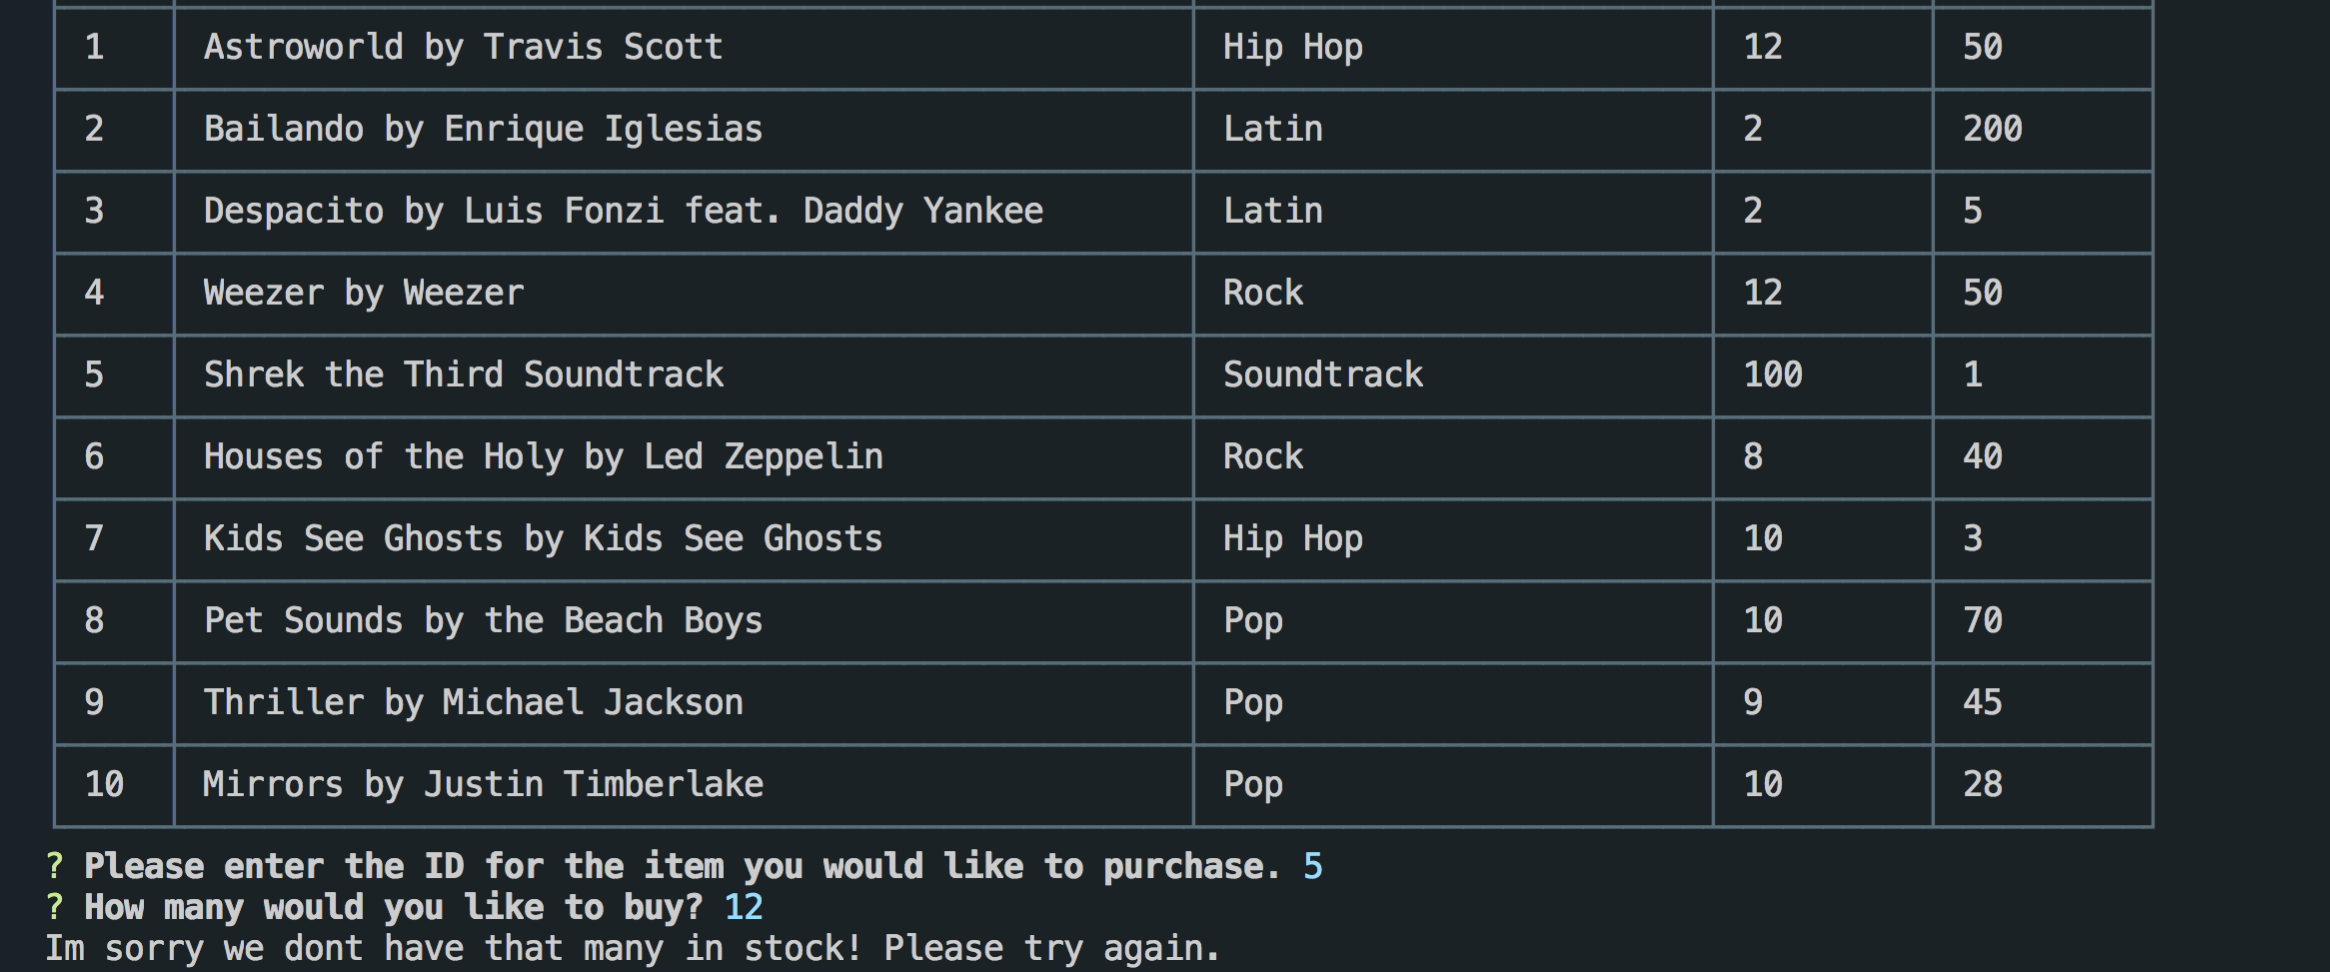 1 Astroworld by Travis Scott Hip Hop 12 50
2 Bailando by Enrique Iglesias Latin 2 200
3 Despacito by Luis Fonzi feat. Daddy Yankee Latin 2 5
4 Weezer by Weezer Rock 12 50
5 Shrek the Third Soundtrack Soundtrack 100 1
6 Houses of the Holy by Led Zeppelin Rock 8 40
7 Kids See Ghosts by Kids See Ghosts Hip Hop 10 3
8 Pet Sounds by the Beach Boys Pop 10 70
9 Thriller by Michael Jackson Pop 9 45
10 Mirrors by Justin Timberlake Pop 10 28
? Please enter the ID for the item you would like to purchase. 5
? How many would you like to buy? 12
Im sorry we dont have that many in stock! Please try again.